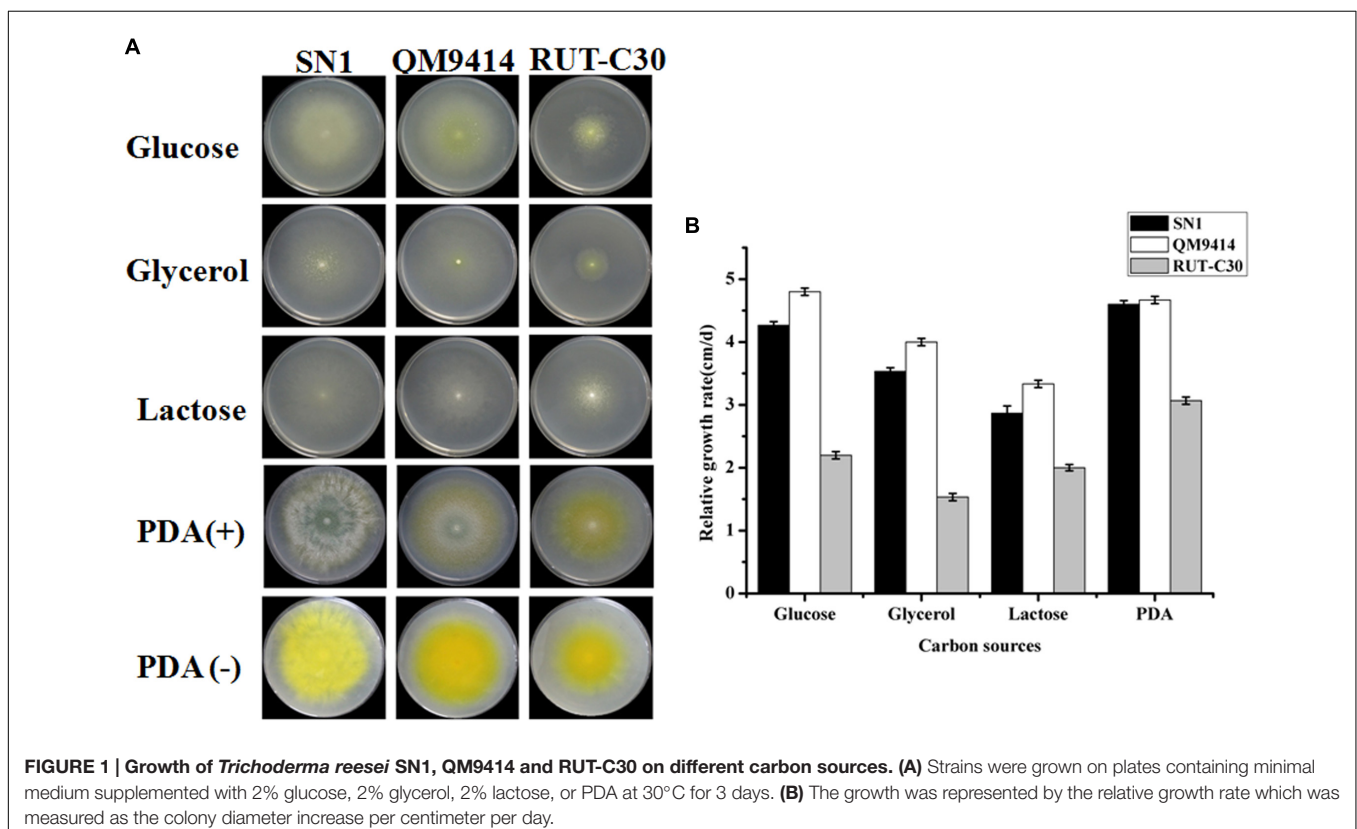 A
SN1 QM9414 RUT-C30
Glucose
Glycerol
Lactose
PDA(+)
PDA (-)
B
SN1
QM9414
RUT-C30
Relative growth rate(cm/d)
5
4
3
2
1
0
Glucose Glycerol Lactose PDA
Carbon sources
FIGURE 1 | Growth of Trichoderma reesei SN1, QM9414 and RUT-C30 on different carbon sources. (A) Strains were grown on plates containing minimal
medium supplemented with 2% glucose, 2% glycerol, 2% lactose, or PDA at 30°C for 3 days. (B) The growth was represented by the relative growth rate which was
measured as the colony diameter increase per centimeter per day.